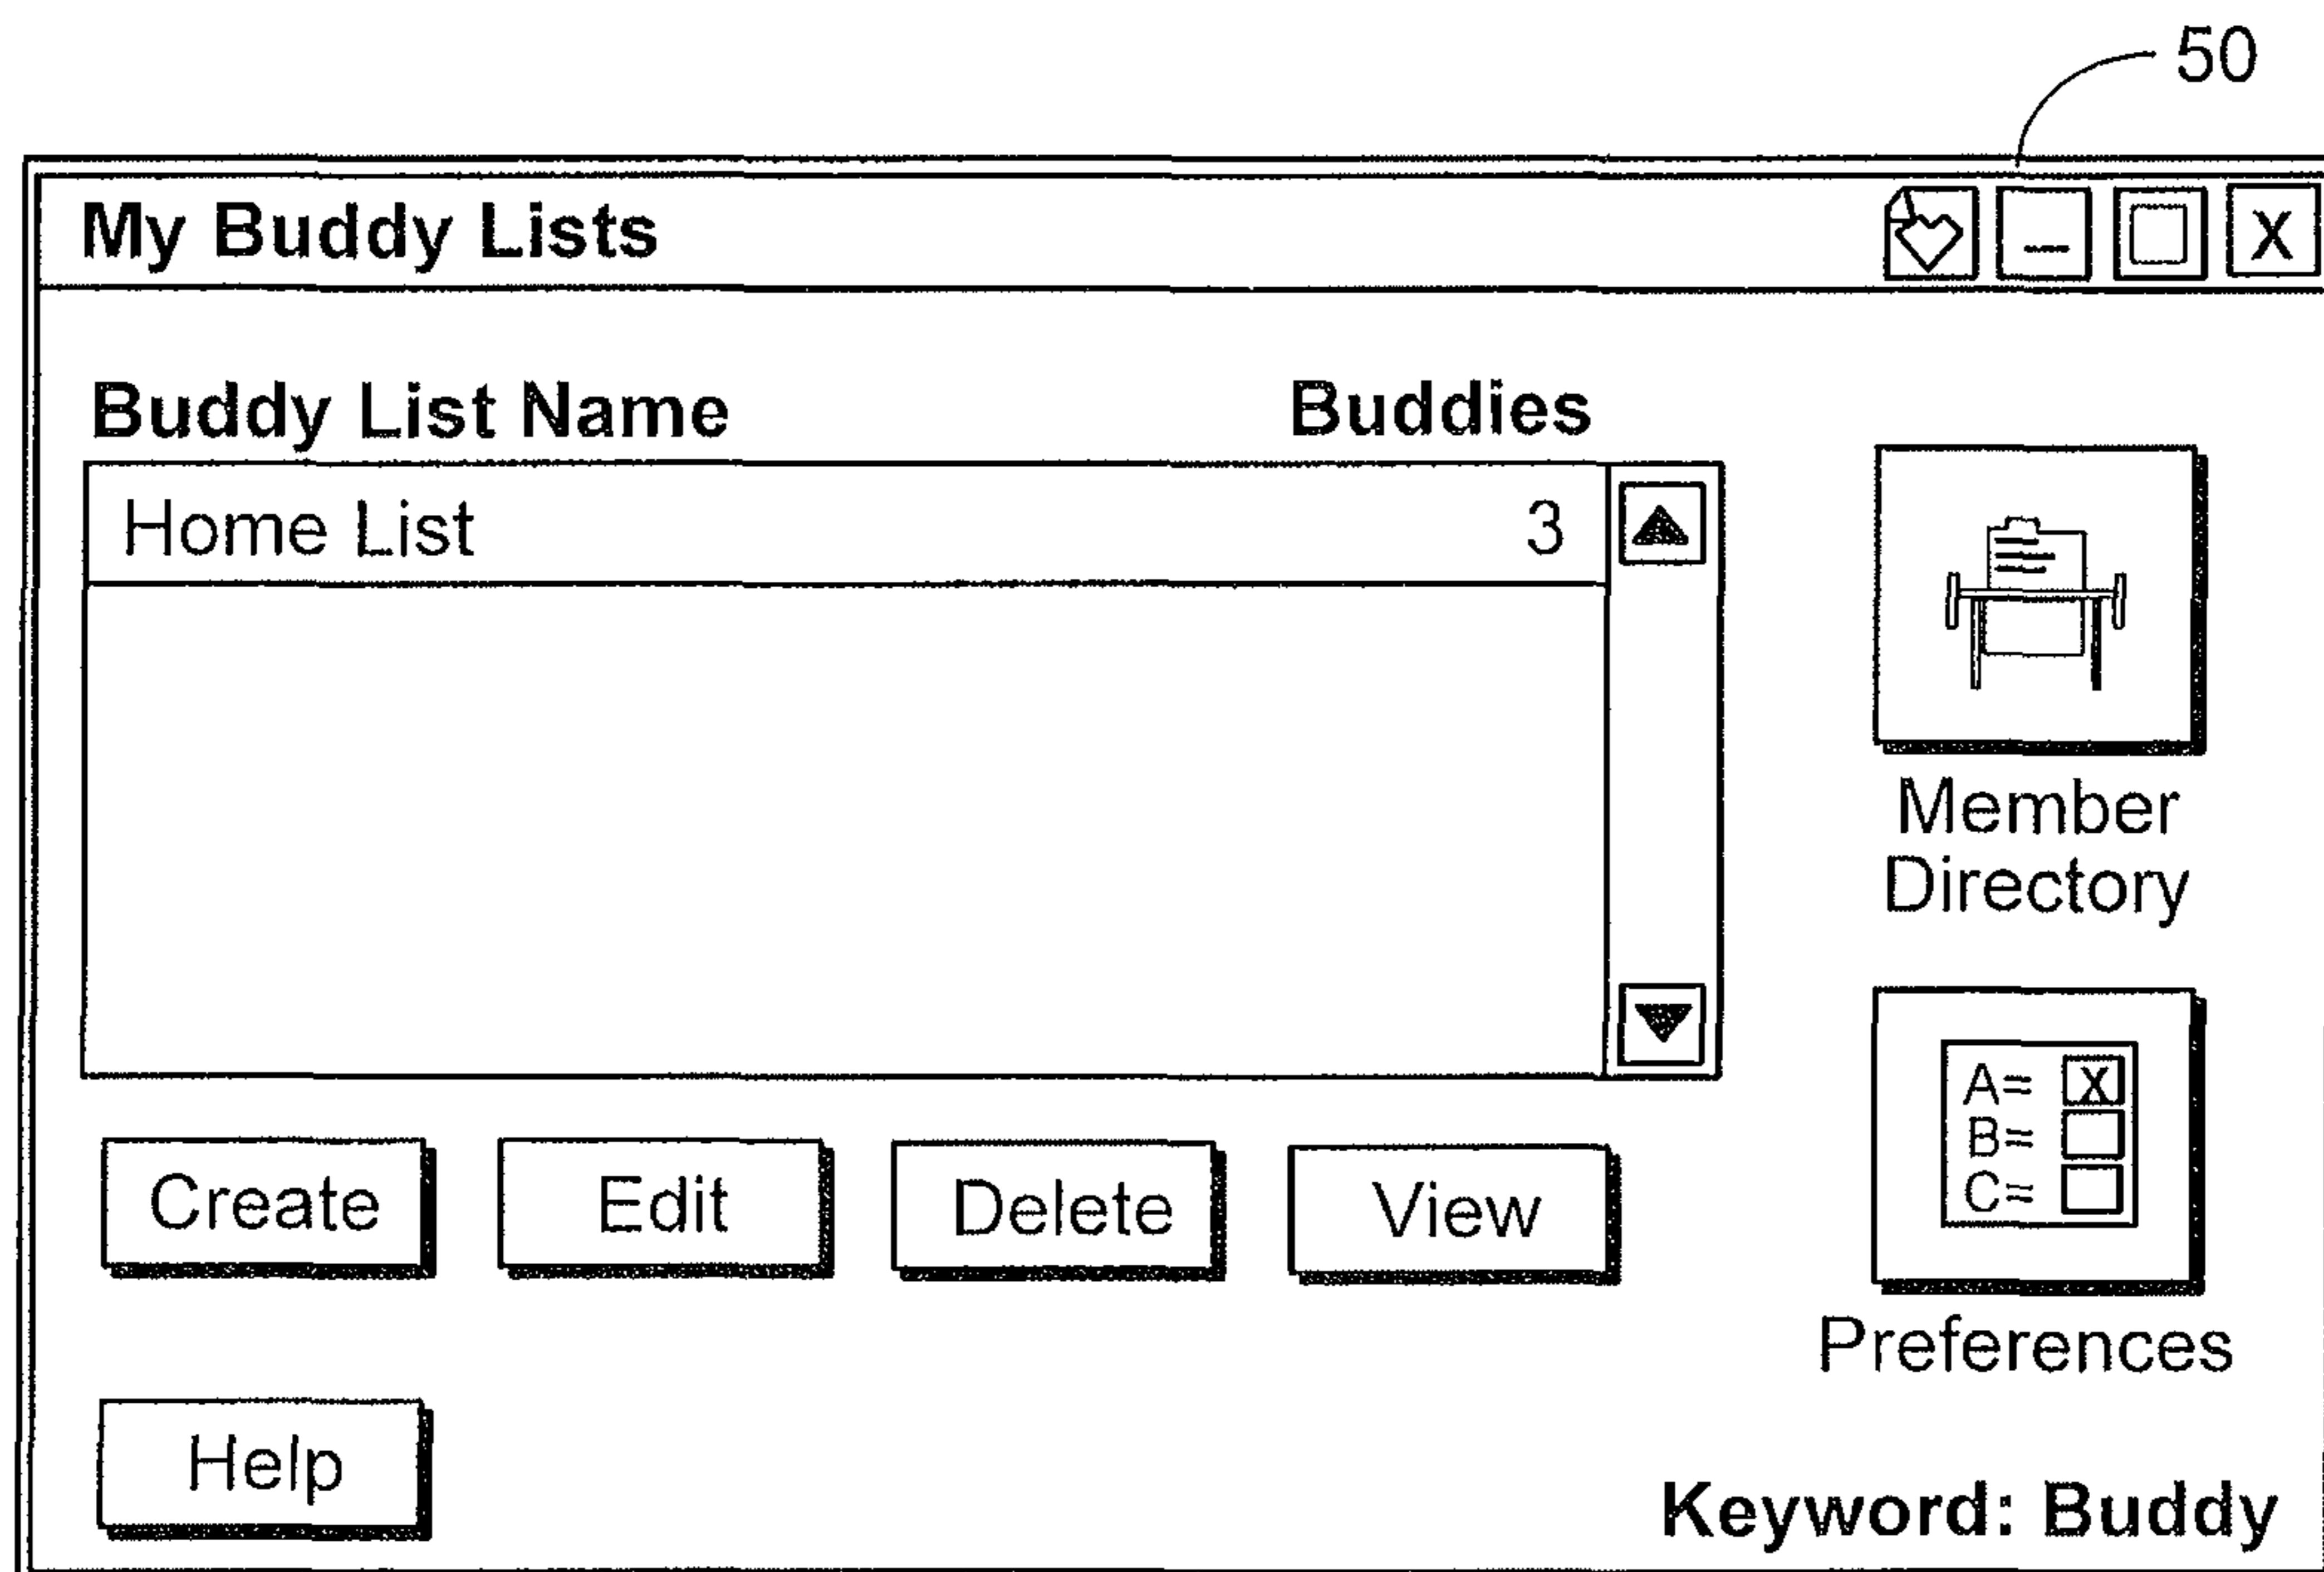 50
My Buddy Lists
X
Buddy List Name Buddies
Home List 3
Member
Directory
A= X
B=
C=
Preferences
Create Edit Delete View
Help
Keyword: Buddy